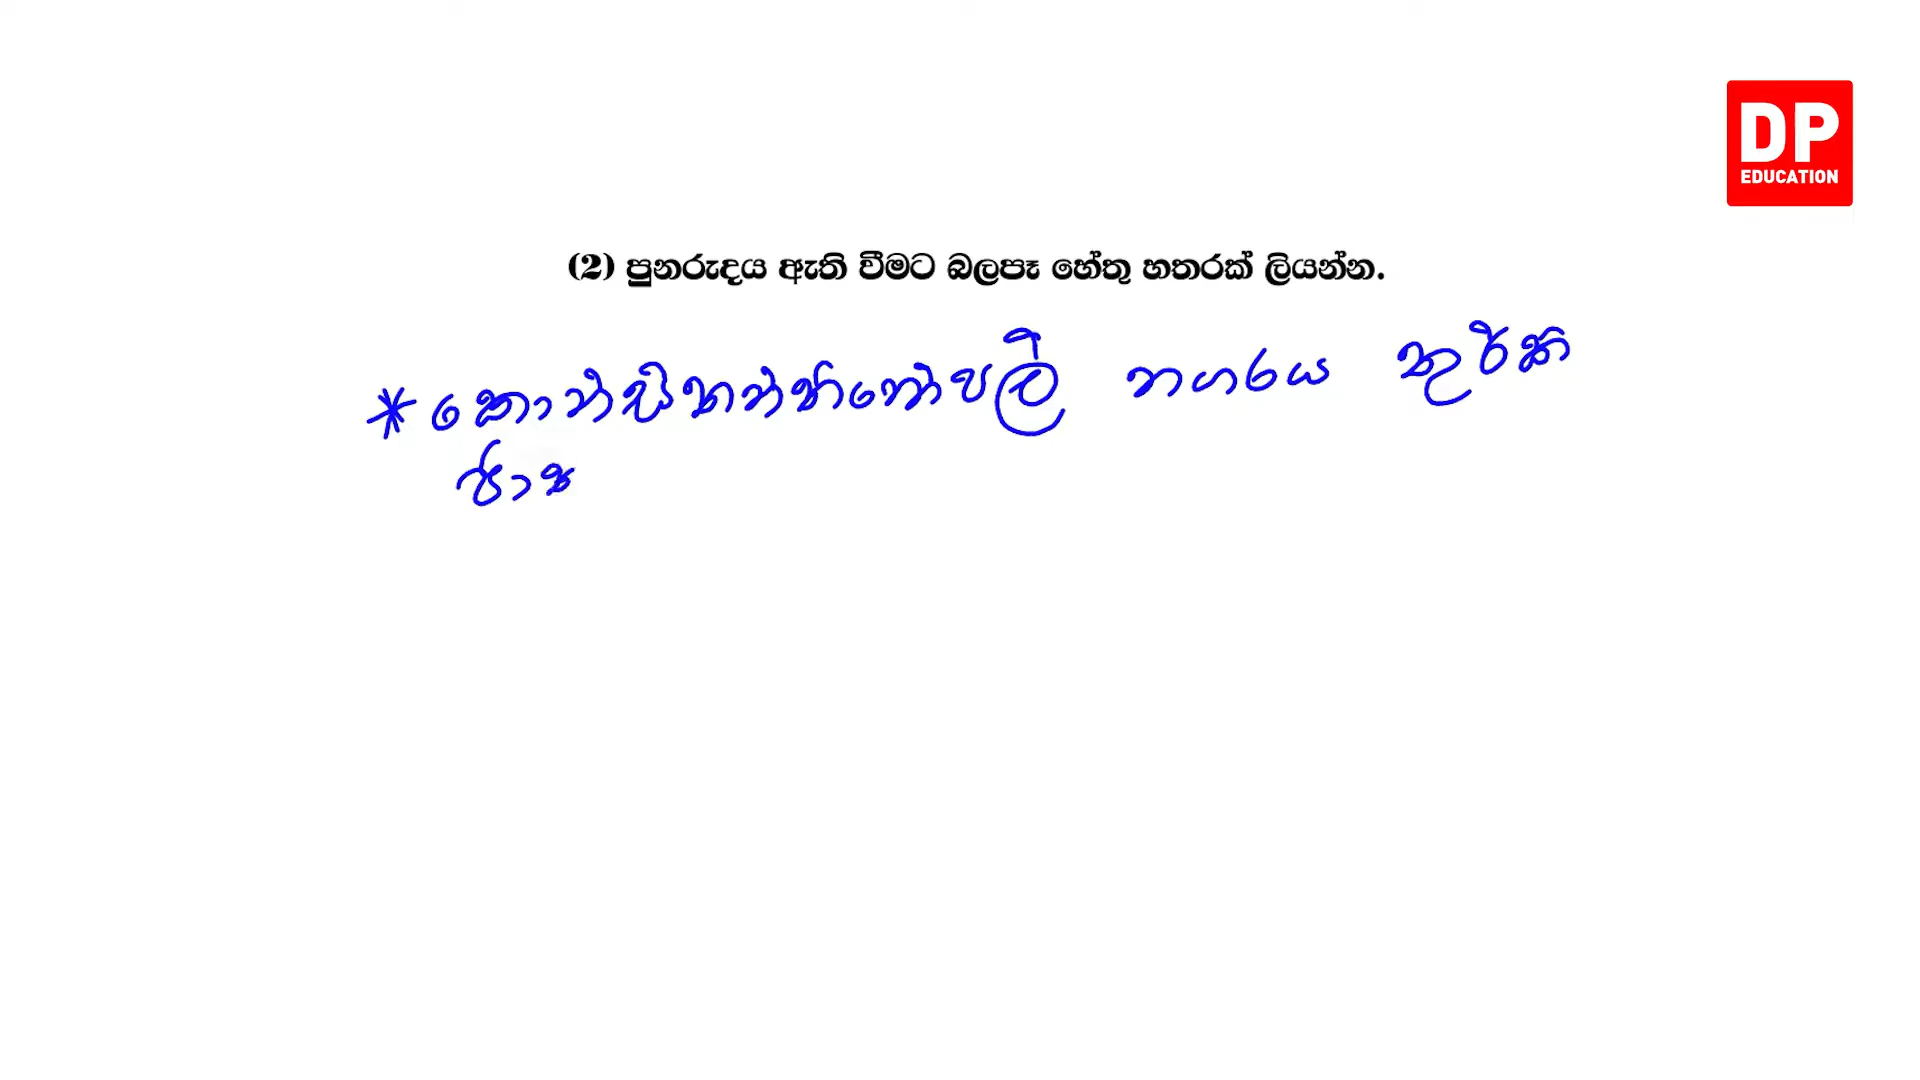 DP
EDUCATION
(2) පුනරුදය ඇති වීමට බලපෑ හේතු හතරක් ලියන්න.
* කොන්ස්තන්තිනෝපල් නගරය තුර්කි
ජාත